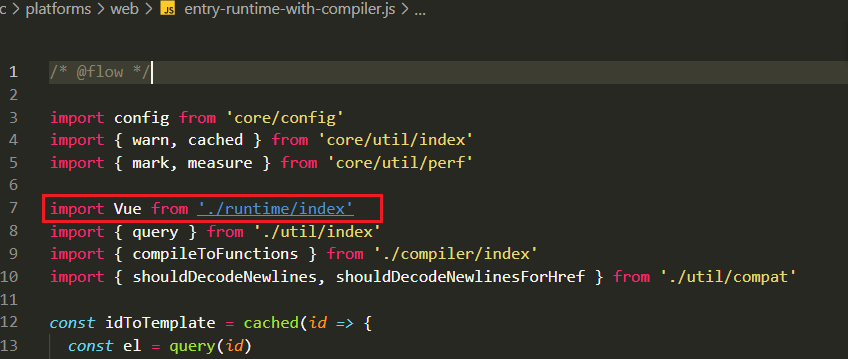 c > platforms > web > JS entry-runtime-with-compiler.js > ...
1 /* @flow */
2
3 import config from 'core/config'
4 import { warn, cached } from 'core/util/index'
5 import { mark, measure } from 'core/util/perf'
6
7 import Vue from './runtime/index'
8 import { query } from './util/index'
9 import { compileToFunctions } from './compiler/index'
10 import { shouldDecodeNewlines, shouldDecodeNewlinesForHref } from './util/compat'
11
12 const idToTemplate = cached(id => {
13 const el = query(id)